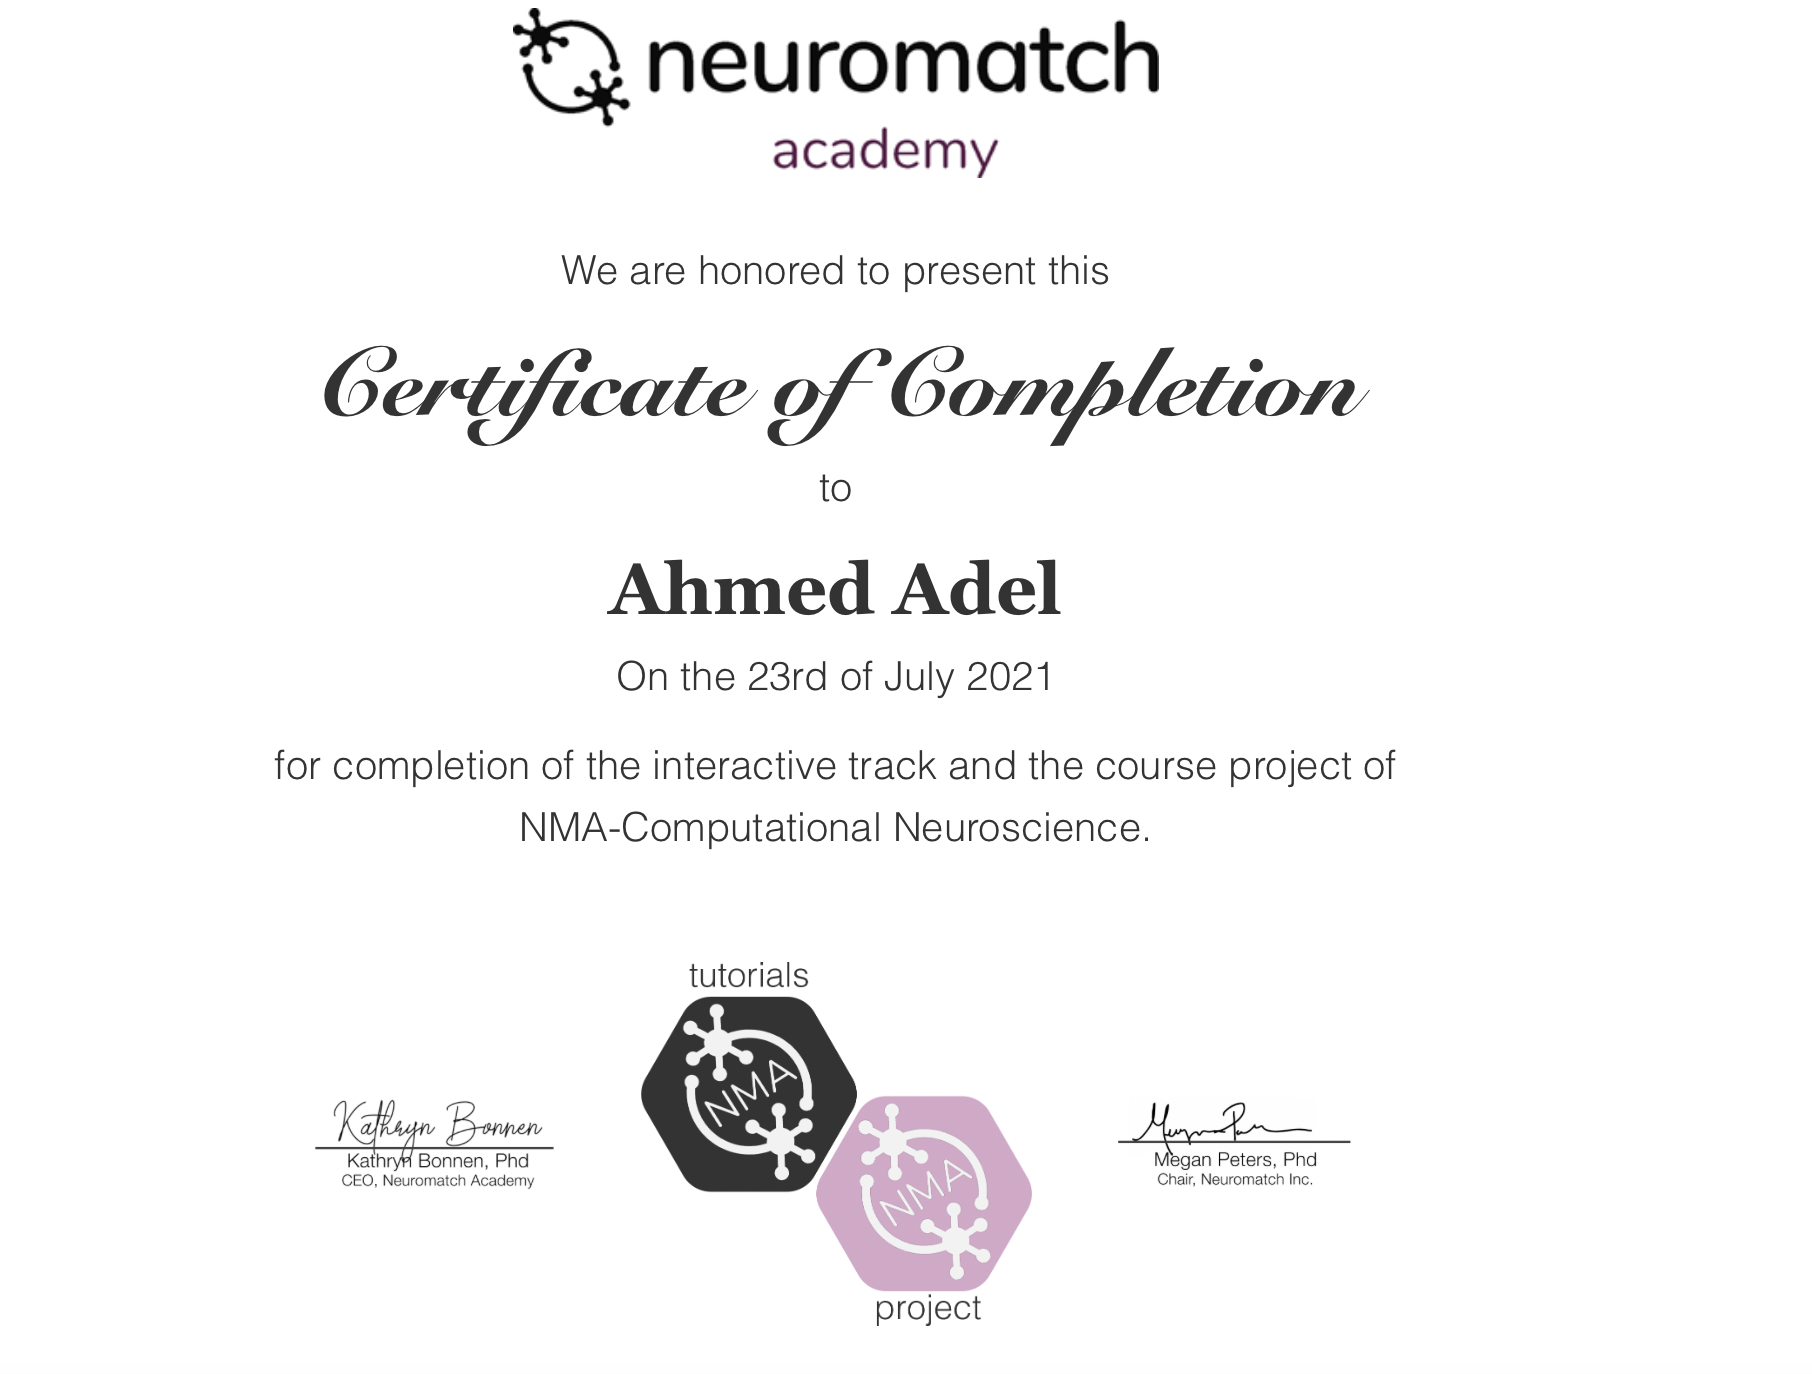 neuromatch
academy
We are honored to present this
Certificate of Completion
to
Ahmed Adel
On the 23rd of July 2021
for completion of the interactive track and the course project of
NMA-Computational Neuroscience.
tutorials
NMA
NMA
project
Kathryn Bonnen
Kathryn Bonnen, Phd
CEO, Neuromatch Academy
Megan Peters, Phd
Chair, Neuromatch Inc.